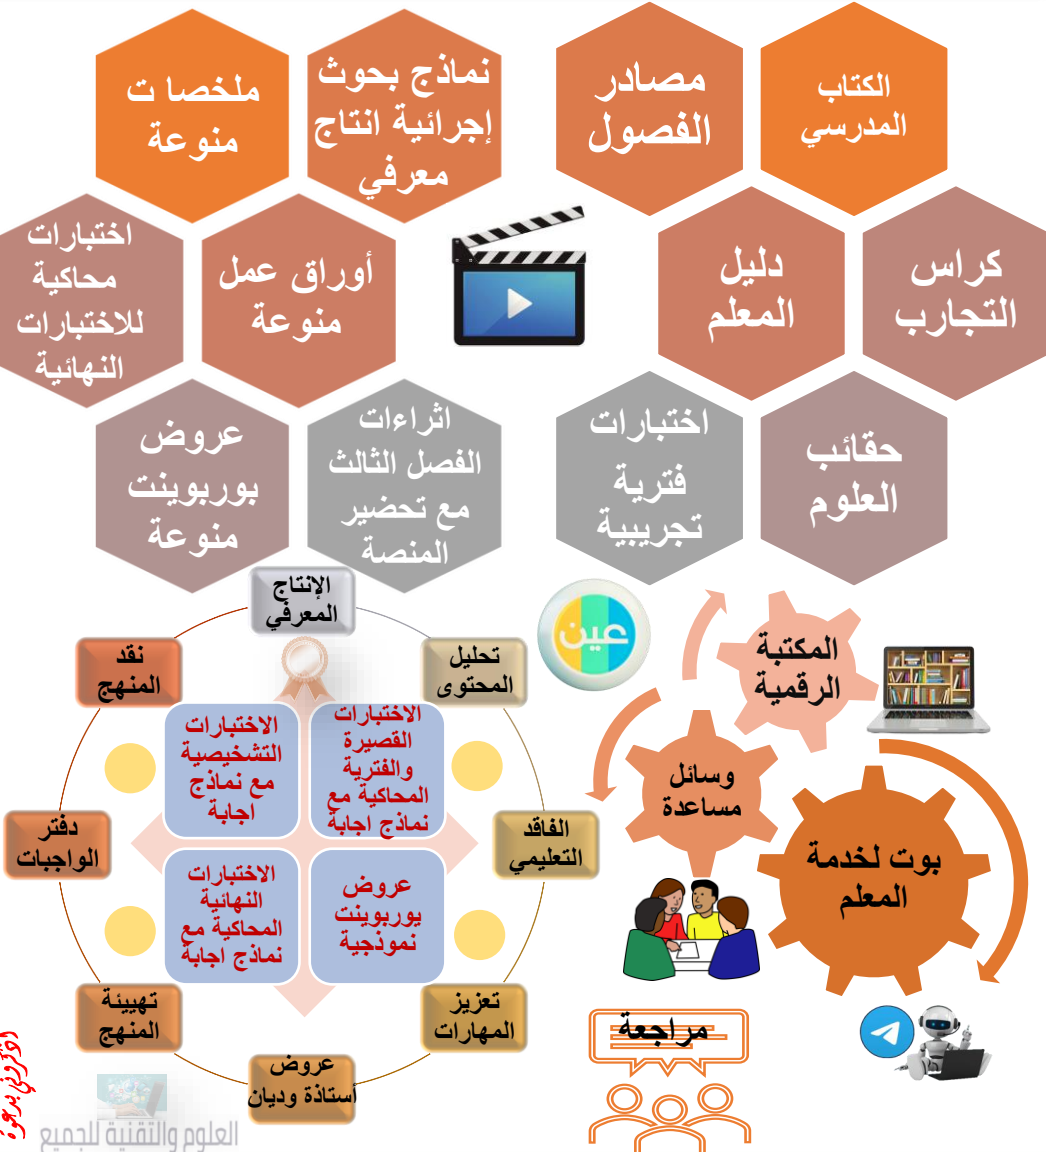 الكتاب
المدرسي
مصادر
الفصول
نماذج بحوث
إجرائية انتاج
معرفي
ملخصا ت
منوعة
كراس
التجارب
دليل
المعلم
أوراق عمل
منوعة
اختبارات
محاكية
للاختبارات
النهائية
حقائب
العلوم
اختبارات
فترية
تجريبية
اثراءات
الفصل الثالث
مع تحضير
المنصة
عروض
بوربوينت
منوعة
عين
المكتبة
الرقمية
وسائل
مساعدة
بوت لخدمة
المعلم
مراجعة
الإنتاج
المعرفي
تحليل
المحتوى
الفاقد
التعليمي
تعزيز
المهارات
عروض
أستاذة وديان
تهيئة
المنهج
دفتر
الواجبات
نقد
المنهج
الاختبارات
القصيرة
والفترية
المحاكية مع
نماذج اجابة
الاختبارات
التشخيصية
مع نماذج
اجابة
عروض
بوربوينت
نموذجية
الاختبارات
النهائية
المحاكية مع
نماذج اجابة
اذكروني بدعوة
العلوم والتقنية للجميع